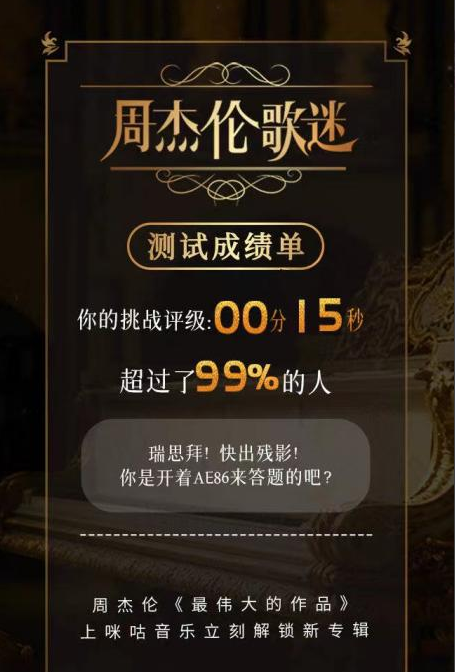 周杰伦歌迷
测试成绩单
你的挑战评级:00分15秒
超过了99%的人
瑞思拜! 快出残影!
你是开着AE86来答题的吧?
周杰伦《最伟大的作品》
上咪咕音乐立刻解锁新专辑